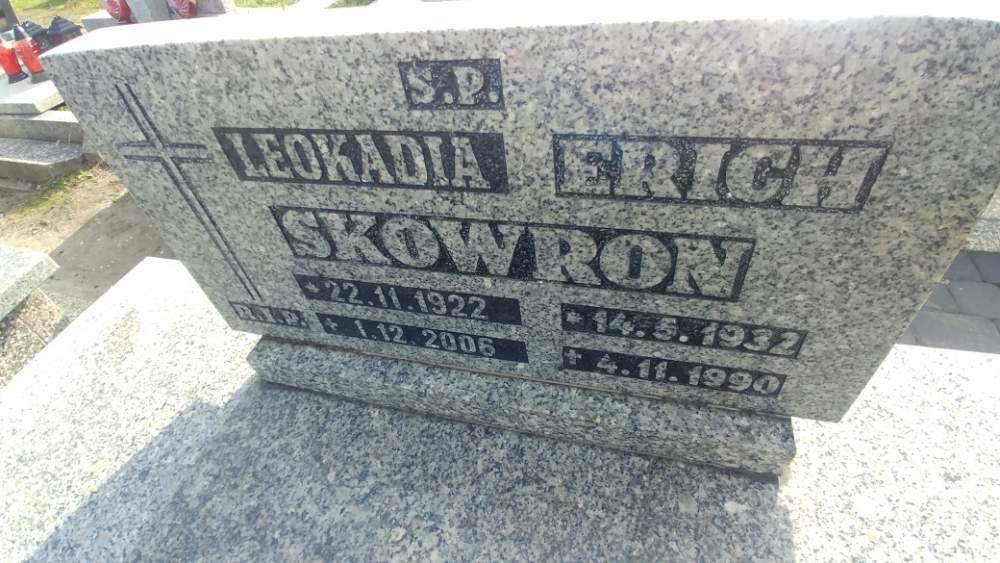 Ś.P.
LEOKADIA ERICH
SKOWRON
* 22.11.1922 * 14.5.1932
+ 1.12.2006 + 4.11.1990
R.I.P.